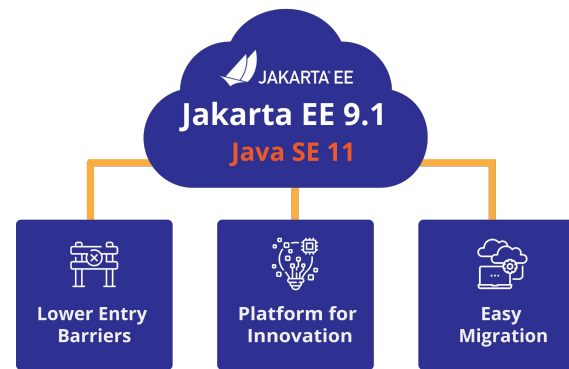 JAKARTA® EE
Jakarta EE 9.1
Java SE 11
Lower Entry
Barriers
Platform for
Innovation
Easy
Migration